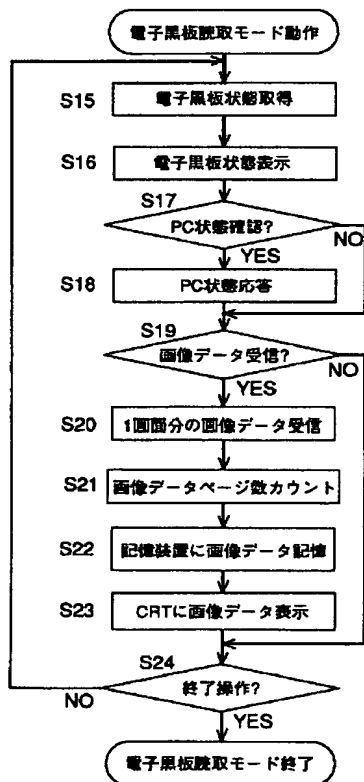 電子黒板読取モード動作
S15
電子黒板状態取得
S16
電子黒板状態表示
S17
PC状態確認?
NO
YES
S18
PC状態応答
S19
画像データ受信?
NO
YES
S20
1画面分の画像データ受信
S21
画像データページ数カウント
S22
記憶装置に画像データ記憶
S23
CRTに画像データ表示
S24
終了操作?
NO
YES
電子黒板読取モード終了